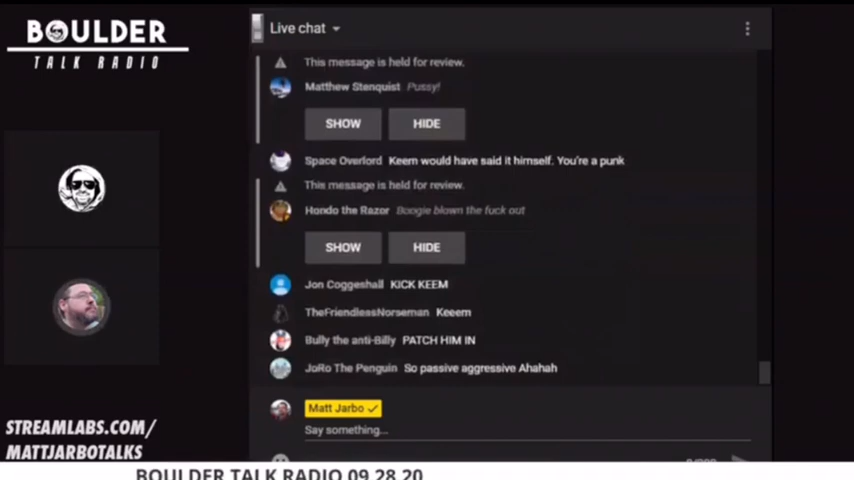 BOULDER
TALK RADIO
Live chat
This message is held for review.
Matthew Stenquist Pussy!
SHOW HIDE
Space Overlord Keem would have said it himself. You're a punk
This message is held for review.
Hondo the Razor Boogie blown the fuck out
SHOW HIDE
Jon Coggeshall KICK KEEM
TheFriendlessNorseman Keeem
Bully the anti-Billy PATCH HIM IN
JoRo The Penguin So passive aggressive Ahahah
Matt Jarbo
Say something...
STREAMLABS.COM/
MATTJARBOTALKS
BOULDER TALK RADIO 09.28.20